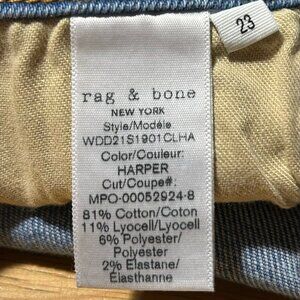 23
rag & bone
NEW YORK
Style/Modèle
WDD21S1901CLHA
Color/Couleur:
HARPER
Cut/Coupe#:
MPO-00052924-8
81% Cotton/Coton
11% Lyocell/Lyocell
6% Polyester/
Polyester
2% Elastane/
Élasthanne